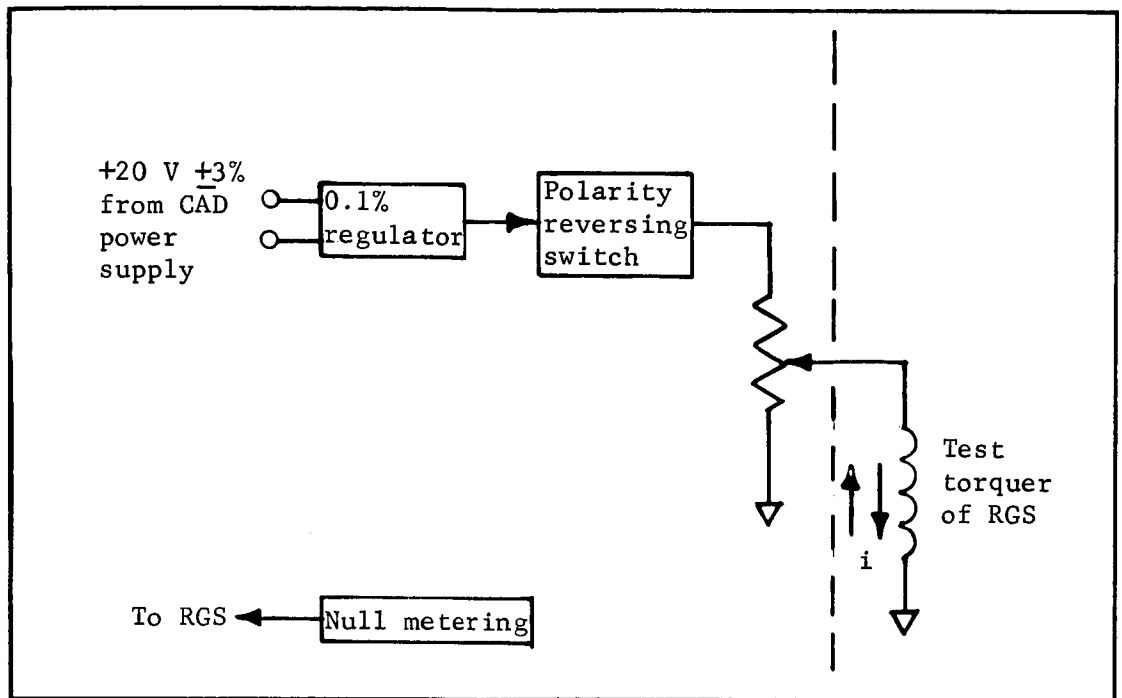 +20 V ±3%
from CAD
power
supply
0.1%
regulator
Polarity
reversing
switch
Test
torquer
of RGS
i
To RGS
Null metering